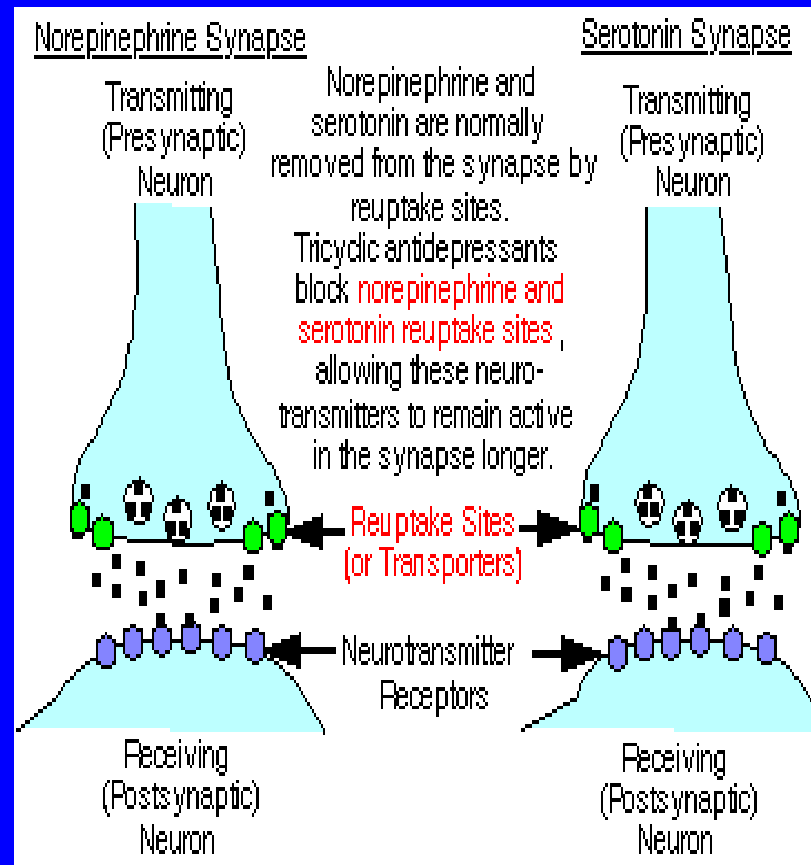 Norepinephrine Synapse
Serotonin Synapse
Transmitting
(Presynaptic)
Neuron
Norepinephrine and
serotonin are normally
removed from the synapse by
reuptake sites.
Tricyclic antidepressants
block norepinephrine and
serotonin reuptake sites ,
allowing these neuro-
transmitters to remain active
in the synapse longer.
Transmitting
(Presynaptic)
Neuron
Reuptake Sites
(or Transporters)
Neurotransmitter
Receptors
Receiving
(Postsynaptic)
Neuron
Receiving
(Postsynaptic)
Neuron